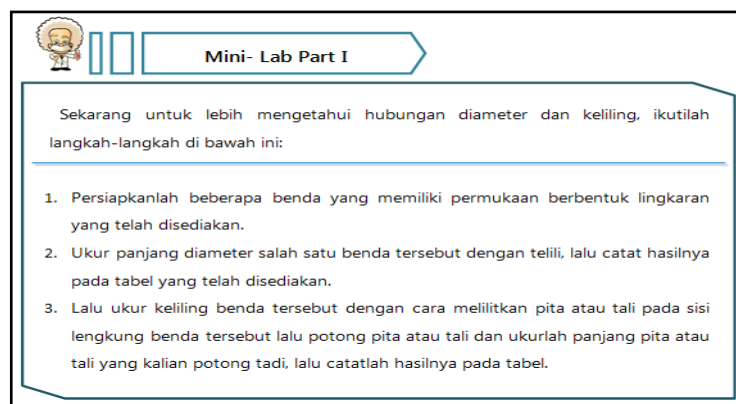 Mini- Lab Part I
Sekarang untuk lebih mengetahui hubungan diameter dan keliling, ikutilah
langkah-langkah di bawah ini:
1. Persiapkanlah beberapa benda yang memiliki permukaan berbentuk lingkaran
yang telah disediakan.
2. Ukur panjang diameter salah satu benda tersebut dengan telili, lalu catat hasilnya
pada tabel yang telah disediakan.
3. Lalu ukur keliling benda tersebut dengan cara melilitkan pita atau tali pada sisi
lengkung benda tersebut lalu potong pita atau tali dan ukurlah panjang pita atau
tali yang kalian potong tadi, lalu catatlah hasilnya pada tabel.